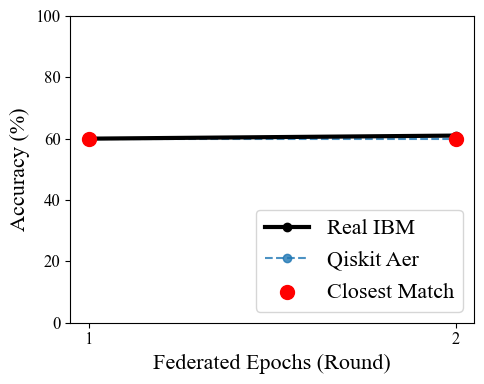 100
80
60
40
20
0
Accuracy (%)
Real IBM
Qiskit Aer
Closest Match
1
2
Federated Epochs (Round)